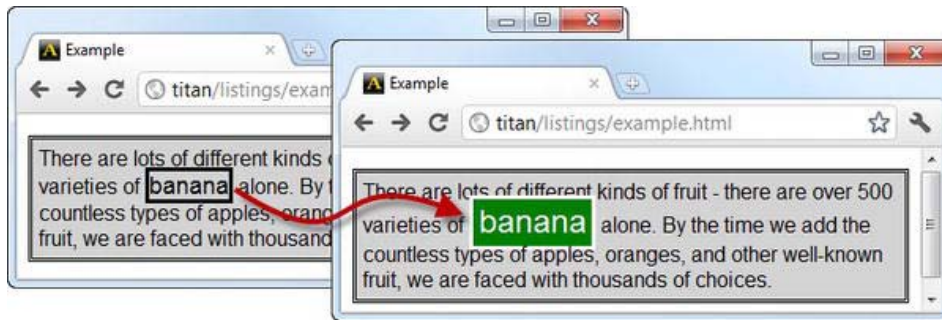 Example
titan/listings/exam
There are lots of different kinds
varieties of banana alone. By t
countless types of apples, orang
fruit, we are faced with thousand
Example
titan/listings/example.html
There are lots of different kinds of fruit - there are over 500
varieties of banana alone. By the time we add the
countless types of apples, oranges, and other well-known
fruit, we are faced with thousands of choices.